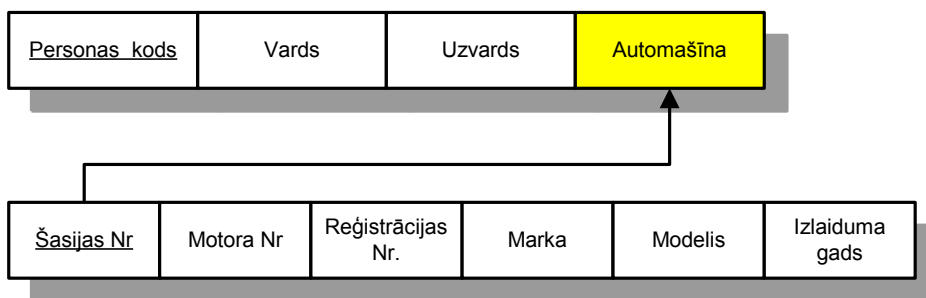 Personas kods
Vards
Uzvards
Automašīna
Šasijas Nr
Motora Nr
Reģistrācijas
Nr.
Marka
Modelis
Izlaiduma
gads